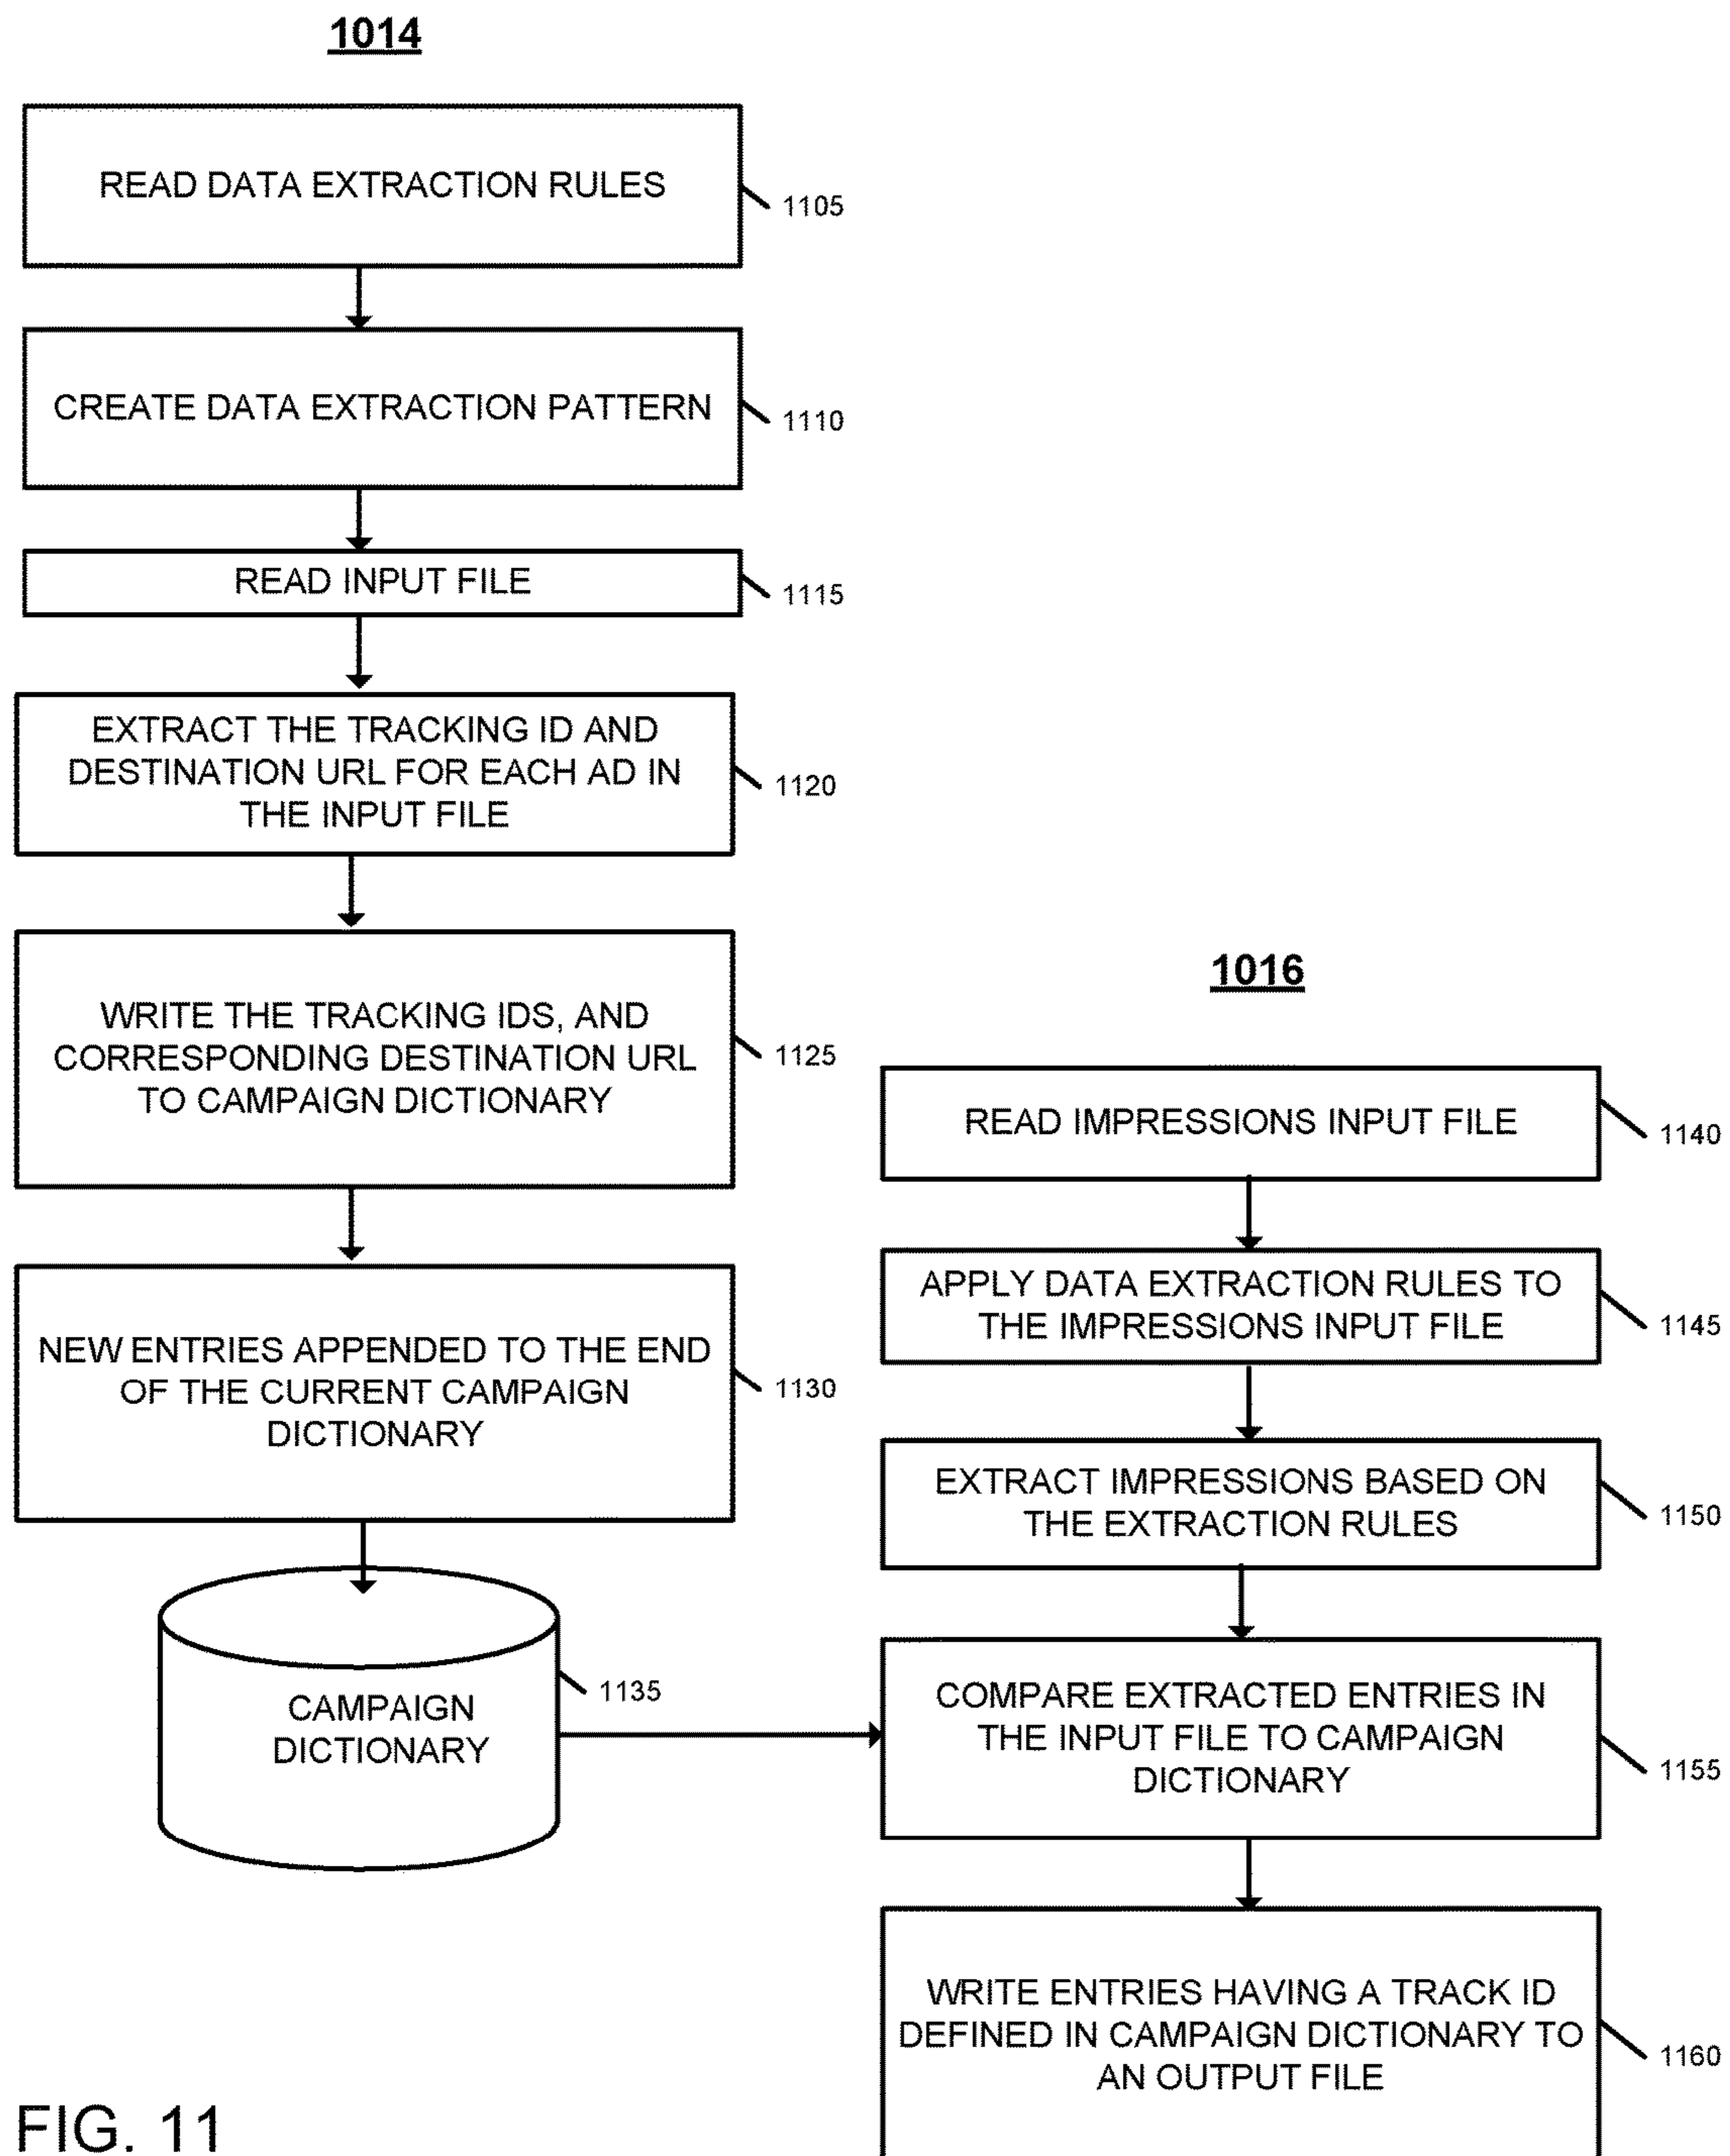 1014
READ DATA EXTRACTION RULES
1105
CREATE DATA EXTRACTION PATTERN
1110
READ INPUT FILE
1115
EXTRACT THE TRACKING ID AND
DESTINATION URL FOR EACH AD IN
THE INPUT FILE
1120
WRITE THE TRACKING IDS, AND
CORRESPONDING DESTINATION URL
TO CAMPAIGN DICTIONARY
1125
NEW ENTRIES APPENDED TO THE END
OF THE CURRENT CAMPAIGN
DICTIONARY
1130
CAMPAIGN
DICTIONARY
1135
1016
READ IMPRESSIONS INPUT FILE
1140
APPLY DATA EXTRACTION RULES TO
THE IMPRESSIONS INPUT FILE
1145
EXTRACT IMPRESSIONS BASED ON
THE EXTRACTION RULES
1150
COMPARE EXTRACTED ENTRIES IN
THE INPUT FILE TO CAMPAIGN
DICTIONARY
1155
WRITE ENTRIES HAVING A TRACK ID
DEFINED IN CAMPAIGN DICTIONARY TO
AN OUTPUT FILE
1160
FIG. 11